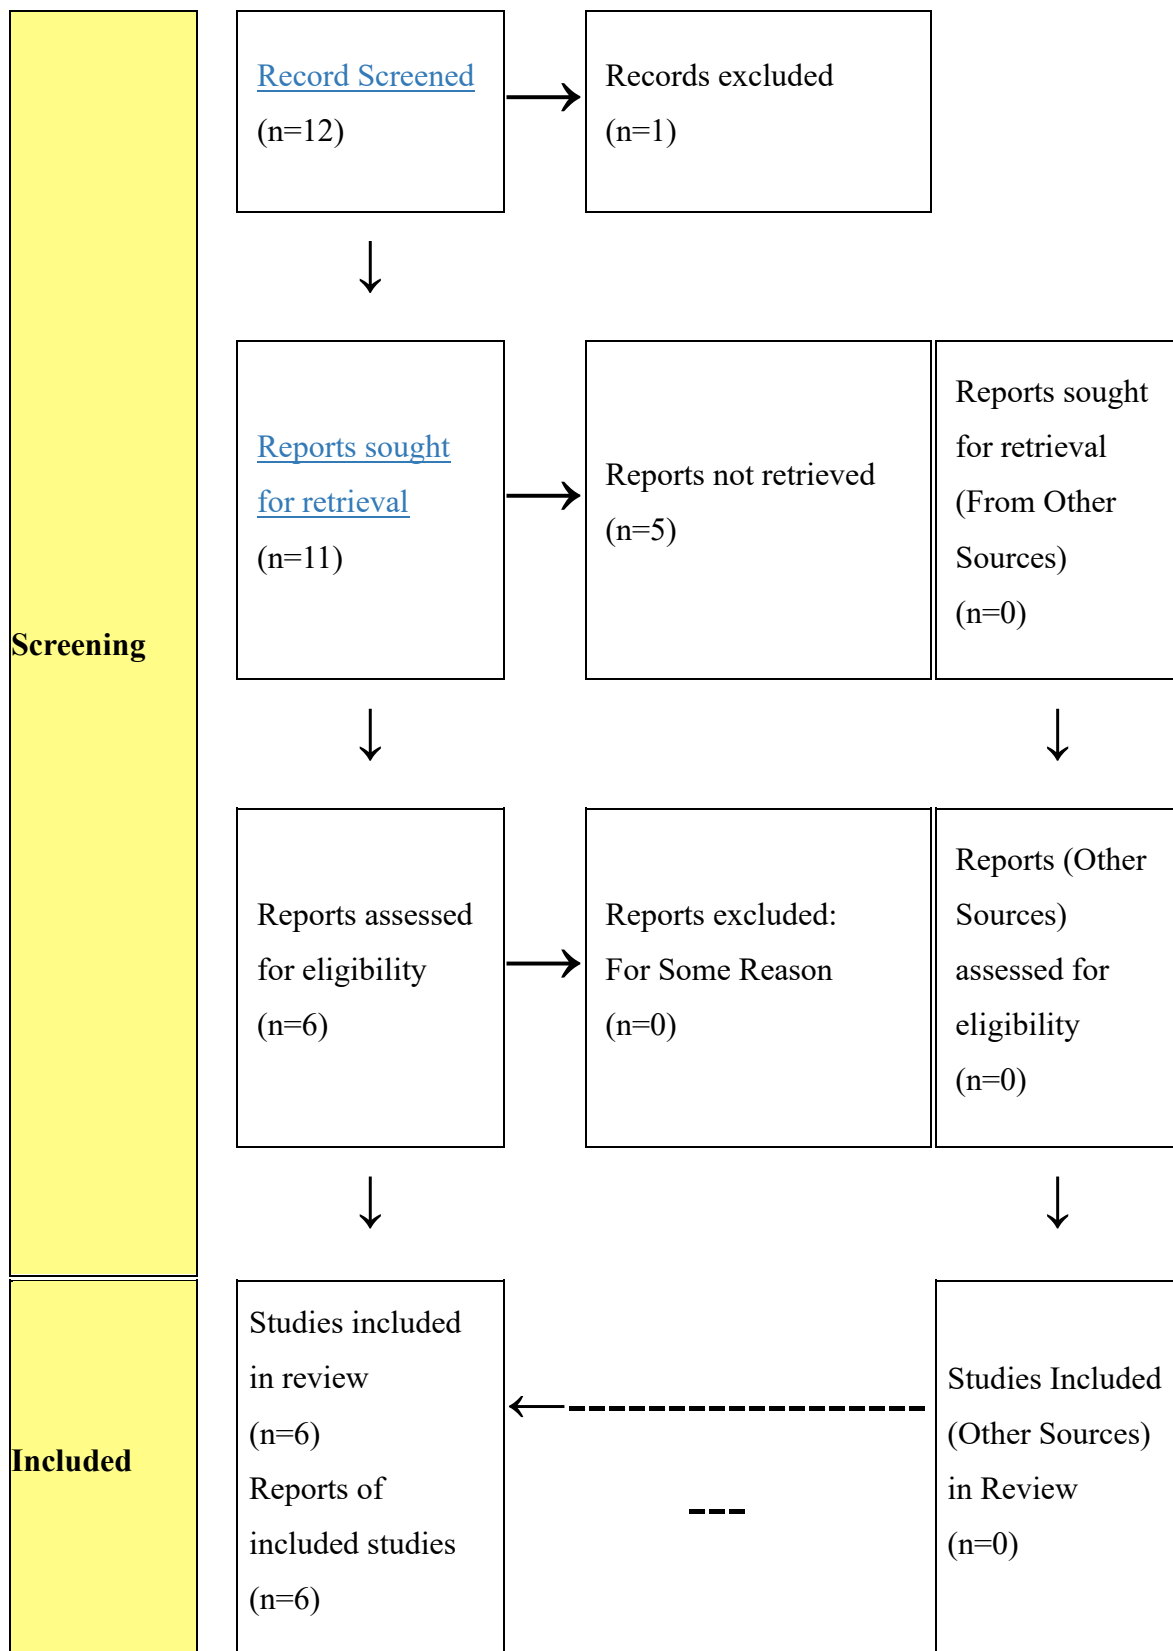 Record Screened
(n=12)
Records excluded
(n=1)
Screening
Reports sought
for retrieval
(n=11)
Reports not retrieved
(n=5)
Reports sought
for retrieval
(From Other
Sources)
(n=0)
Reports assessed
for eligibility
(n=6)
Reports excluded:
For Some Reason
(n=0)
Reports (Other
Sources)
assessed for
eligibility
(n=0)
Included
Studies included
in review
(n=6)
Reports of
included studies
(n=6)
Studies Included
(Other Sources)
in Review
(n=0)